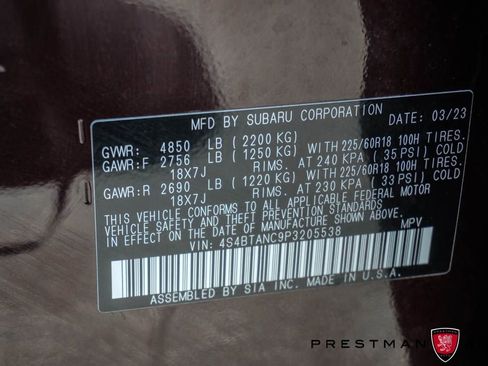 MFD BY SUBARU CORPORATION 03/23
GVWR: 4850 LB ( 2200 KG)
GAWR:F 2756 LB ( 1250 KG) WITH 225/60R18 100H TIRES.
18X7J RIMS. AT 240 KPA ( 35 PSI) COLD
GAWR:R 2690 LB ( 1220 KG) WITH 225/60R18 100H TIRES.
18X7J RIMS. AT 230 KPA ( 33 PSI) COLD
THIS VEHICLE CONFORMS TO ALL APPLICABLE FEDERAL MOTOR
VEHICLE SAFETY AND THEFT PREVENTION STANDARDS
IN EFFECT ON THE DATE OF MANUFACTURE SHOWN ABOVE.
VIN: 4S4BTANC9P3205538 MPV
ASSEMBLED BY SIA INC. MADE IN U.S.A.
PRESTMAN